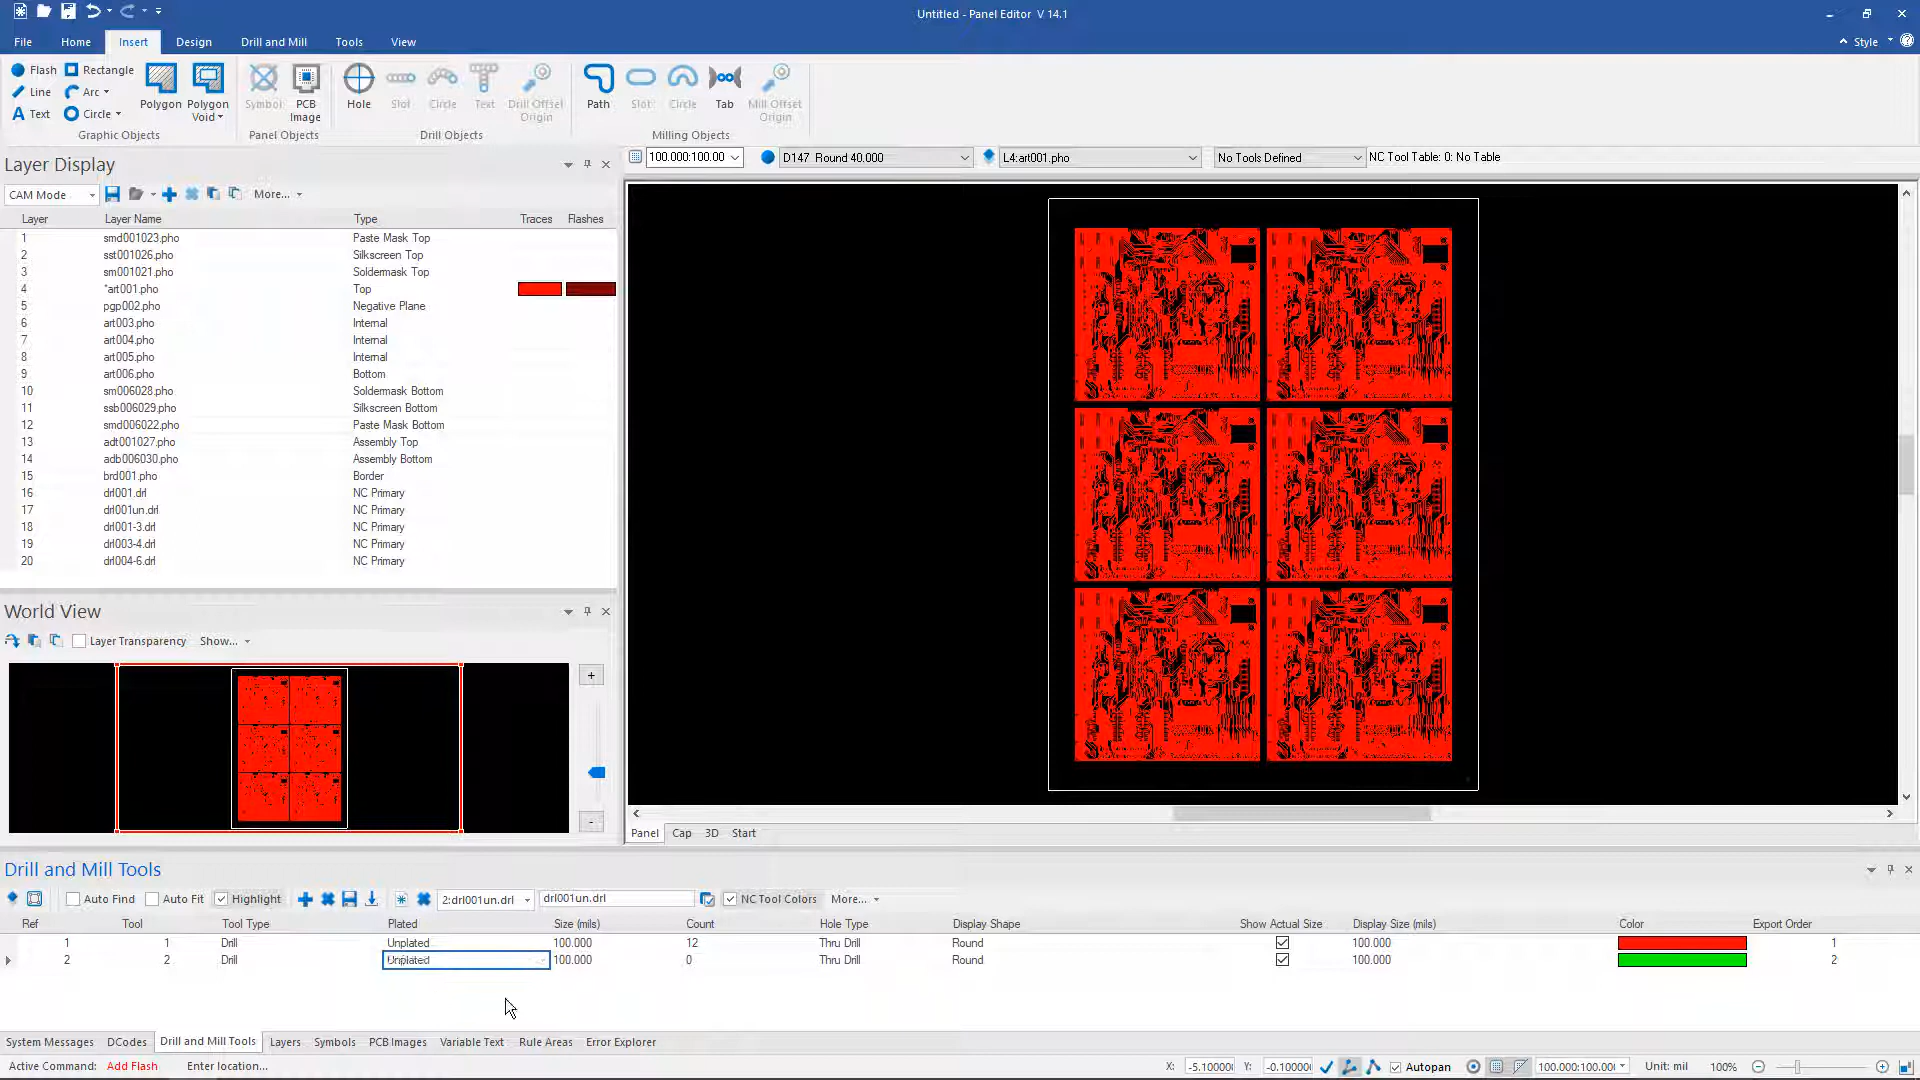 Untitled - Panel Editor V 14.1
File Home Insert Design Drill and Mill Tools View
Style
Flash Rectangle
Line Arc
Text Circle
Polygon Polygon Void
Graphic Objects
Symbol PCB Image
Panel Objects
Hole Slot Circle Text Drill Offset Origin
Drill Objects
Path Slot Circle Tab Mill Offset Origin
Milling Objects
100.000:100.00 D147 Round 40.000 L4:art001.pho No Tools Defined NC Tool Table: 0: No Table
Layer Display
CAM Mode More...
Layer Layer Name Type Traces Flashes
1 smd001023.pho Paste Mask Top
2 sst001026.pho Silkscreen Top
3 sm001021.pho Soldermask Top
4 *art001.pho Top
5 pgp002.pho Negative Plane
6 art003.pho Internal
7 art004.pho Internal
8 art005.pho Internal
9 art006.pho Bottom
10 sm006028.pho Soldermask Bottom
11 ssb006029.pho Silkscreen Bottom
12 smd006022.pho Paste Mask Bottom
13 adt001027.pho Assembly Top
14 adb006030.pho Assembly Bottom
15 brd001.pho Border
16 drl001.drl NC Primary
17 drl001un.drl NC Primary
18 drl001-3.drl NC Primary
19 drl003-4.drl NC Primary
20 drl004-6.drl NC Primary
World View
Layer Transparency Show...
+
-
Panel Cap 3D Start
Drill and Mill Tools
Auto Find Auto Fit Highlight 2:drl001un.drl drl001un.drl NC Tool Colors More...
Ref Tool Tool Type Plated Size (mils) Count Hole Type Display Shape Show Actual Size Display Size (mils) Color Export Order
1 1 Drill Unplated 100.000 12 Thru Drill Round 100.000 1
2 2 Drill Unplated 100.000 0 Thru Drill Round 100.000 2
System Messages DCodes Drill and Mill Tools Layers Symbols PCB Images Variable Text Rule Areas Error Explorer
Active Command: Add Flash Enter location... X: -5.10000 Y: -0.10000 Autopan 100.000:100.00 Unit: mil 100%